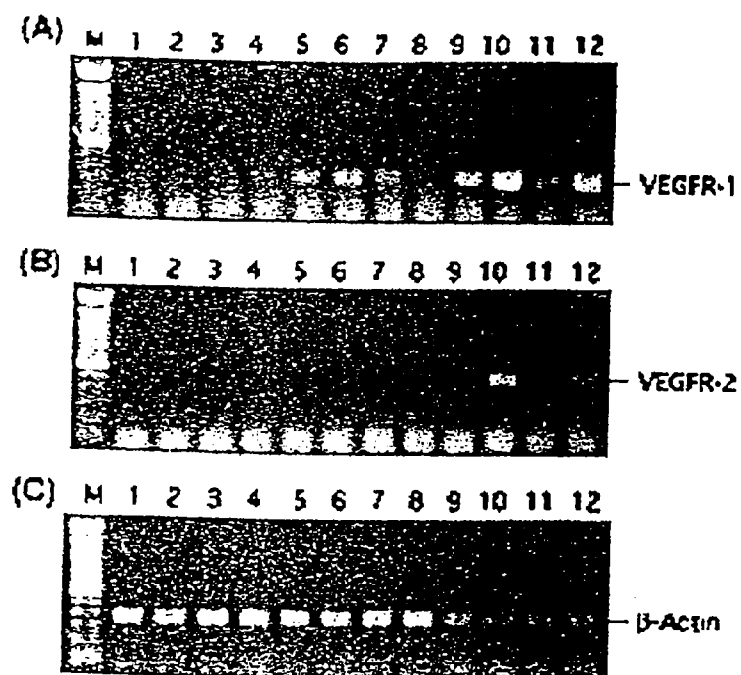 (A) M 1 2 3 4 5 6 7 8 9 10 11 12
VEGFR-1
(B) M 1 2 3 4 5 6 7 8 9 10 11 12
VEGFR-2
(C) M 1 2 3 4 5 6 7 8 9 10 11 12
β-Actin